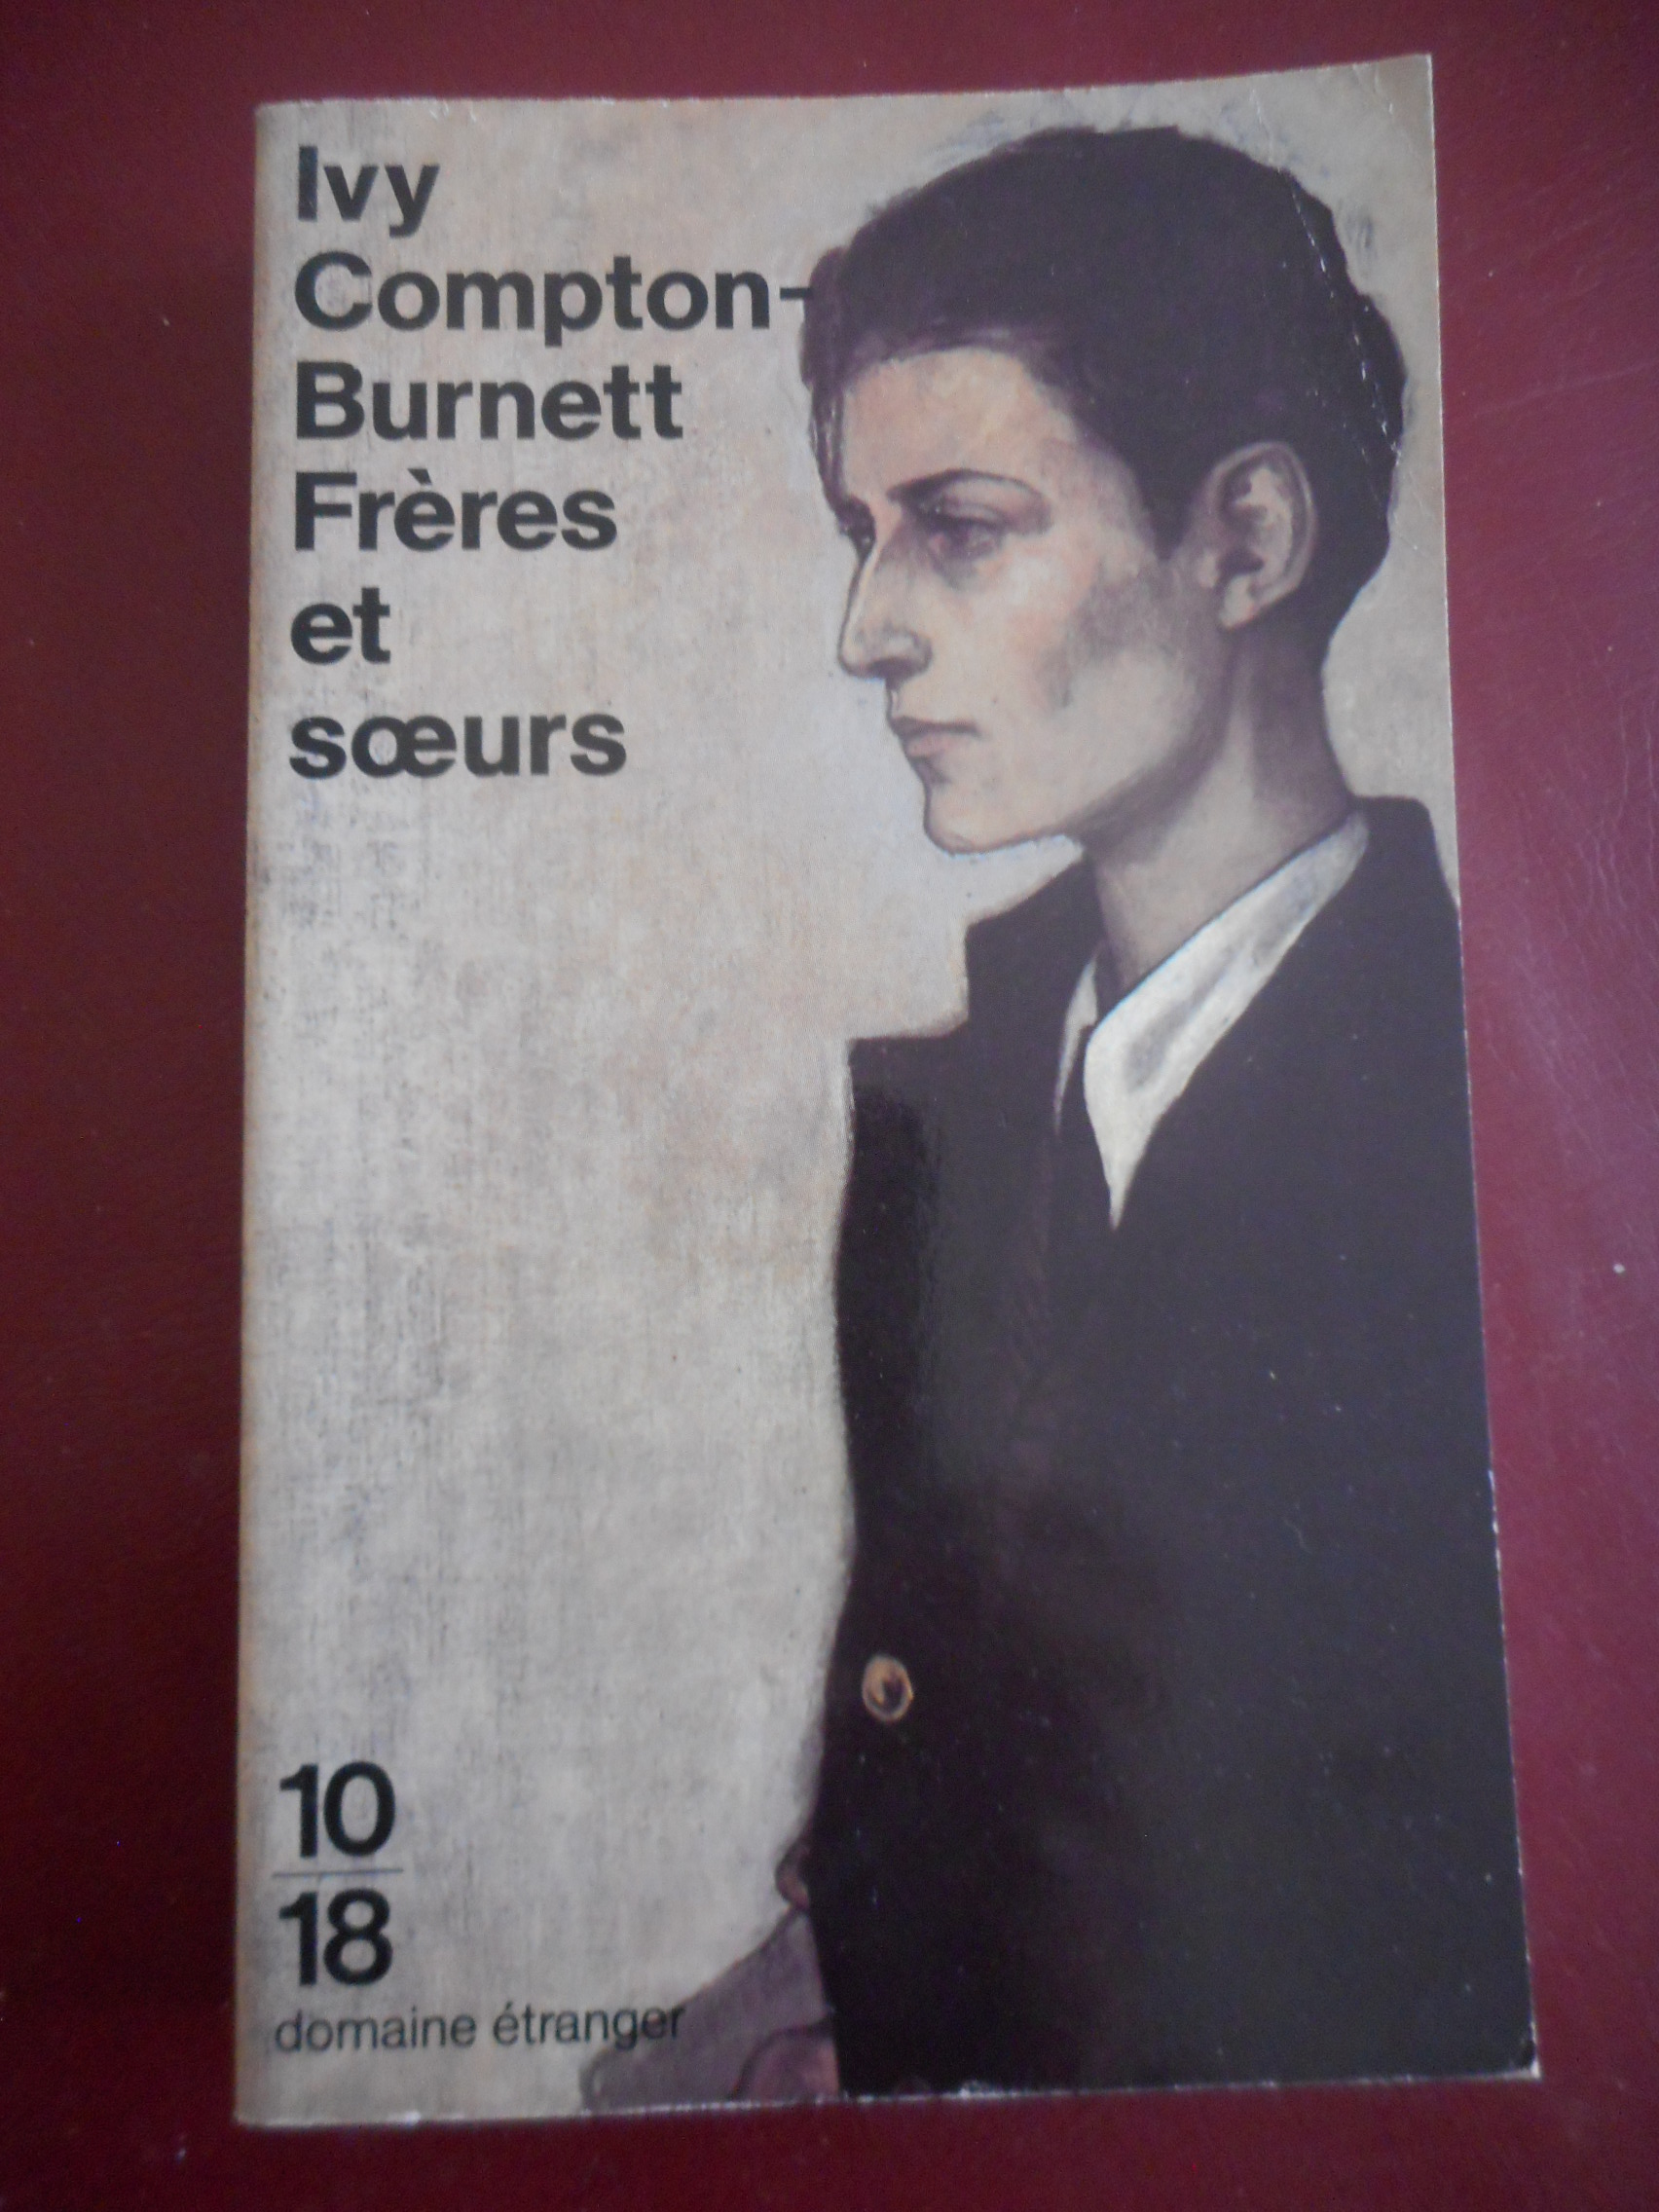 Ivy
Compton-
Burnett
Frères
et
sœurs
10
18
domaine étranger